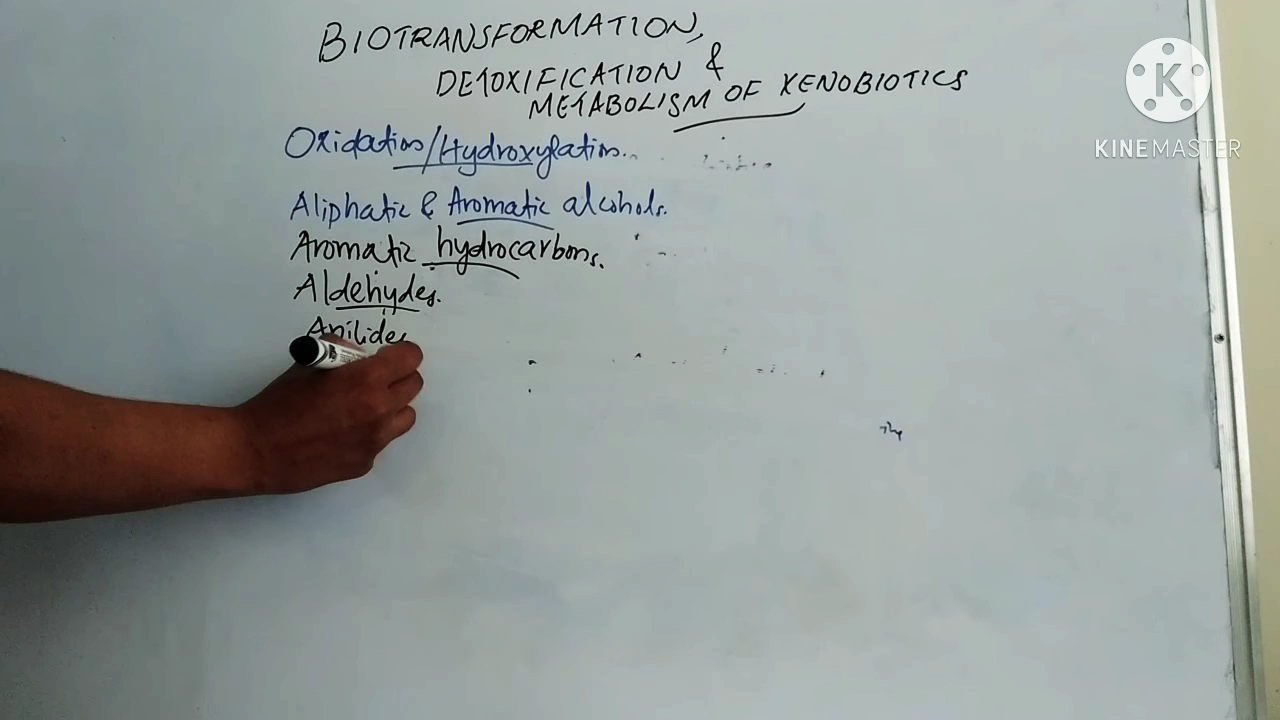 BIOTRANSFORMATION,
DETOXIFICATION &
METABOLISM OF XENOBIOTICS
K
KINEMASTER
Oxidation/Hydroxylation.
Aliphatic & Aromatic alcohols.
Aromatic hydrocarbons.
Aldehydes.
Anilides